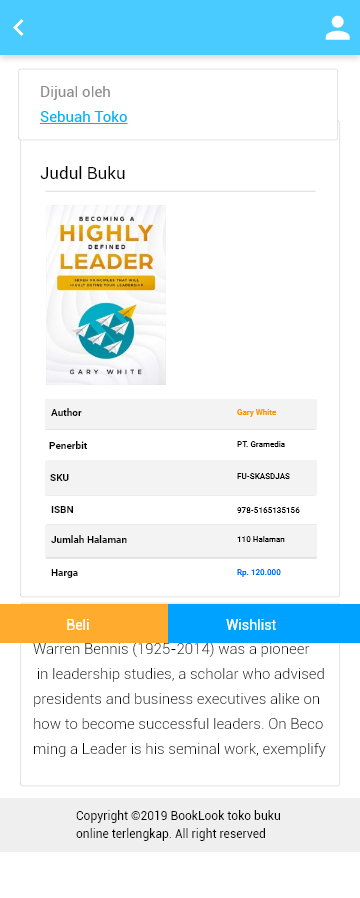 Dijual oleh
Sebuah Toko
Judul Buku
BECOMING A
HIGHLY
DEFINED
LEADER
SEVEN PRINCIPLES THAT WILL
HIGHLY DEFINE YOUR LEADERSHIP
GARY WHITE
Author Gary White
Penerbit PT. Gramedia
SKU FU-SKASDJAS
ISBN 978-5165135156
Jumlah Halaman 110 Halaman
Harga Rp. 120.000
Beli Wishlist
Warren Bennis (1925-2014) was a pioneer
in leadership studies, a scholar who advised
presidents and business executives alike on
how to become successful leaders. On Beco
ming a Leader is his seminal work, exemplify
Copyright ©2019 BookLook toko buku
online terlengkap. All right reserved